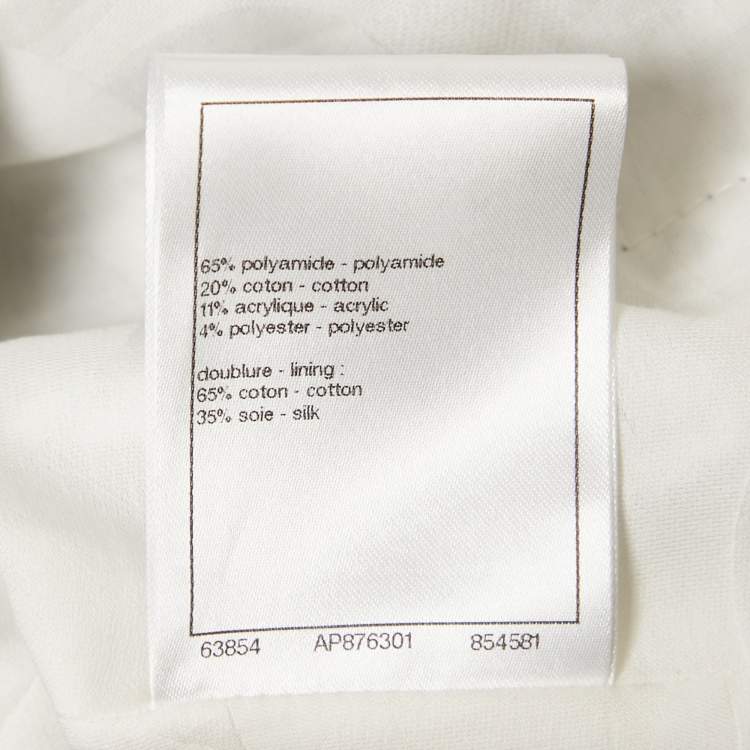 65% polyamide - polyamide
20% coton - cotton
11% acrylique - acrylic
4% polyester - polyester
doublure - lining :
65% coton - cotton
35% soie - silk
63854 AP876301 854581